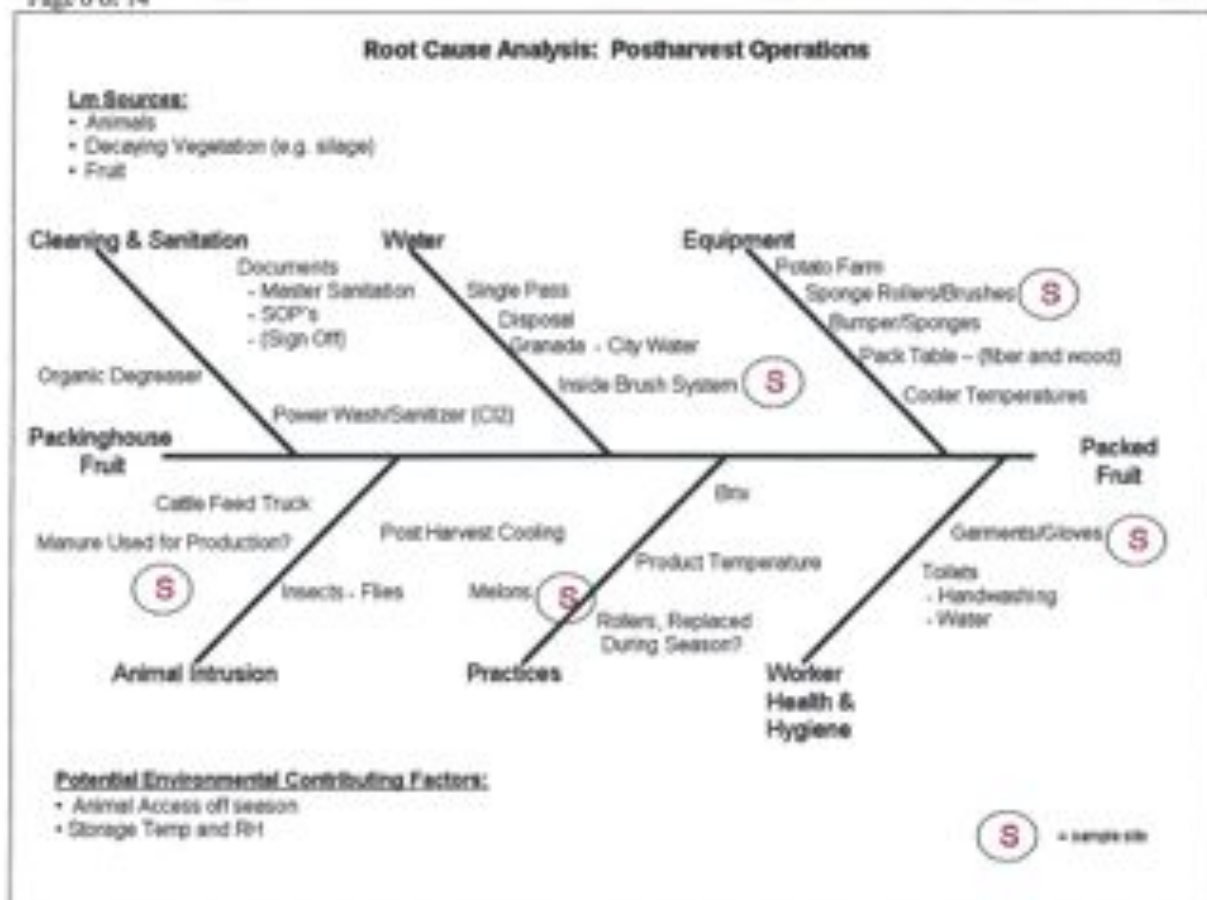 Page 6 of 14
Root Cause Analysis: Postharvest Operations
Lm Sources:
• Animals
• Decaying Vegetation (e.g. silage)
• Fruit
Cleaning & Sanitation
Documents
- Master Sanitation
- SOP's
- (Sign Off)
Organic Degreaser
Power Wash/Sanitizer (Cl2)
Water
Single Pass
Disposal
Granada - City Water
Inside Brush System S
Equipment
Potato Farm
Sponge Rollers/Brushes S
Bumper/Sponges
Pack Table – (fiber and wood)
Cooler Temperatures
Packinghouse
Fruit
Packed
Fruit
Cattle Feed Truck
Manure Used for Production?
S
Insects - Flies
Animal Intrusion
Post Harvest Cooling
Melons S
Brix
Product Temperature
Rollers, Replaced
During Season?
Practices
Garments/Gloves S
Toilets
- Handwashing
- Water
Worker
Health &
Hygiene
Potential Environmental Contributing Factors:
• Animal Access off season
• Storage Temp and RH
S = sample site